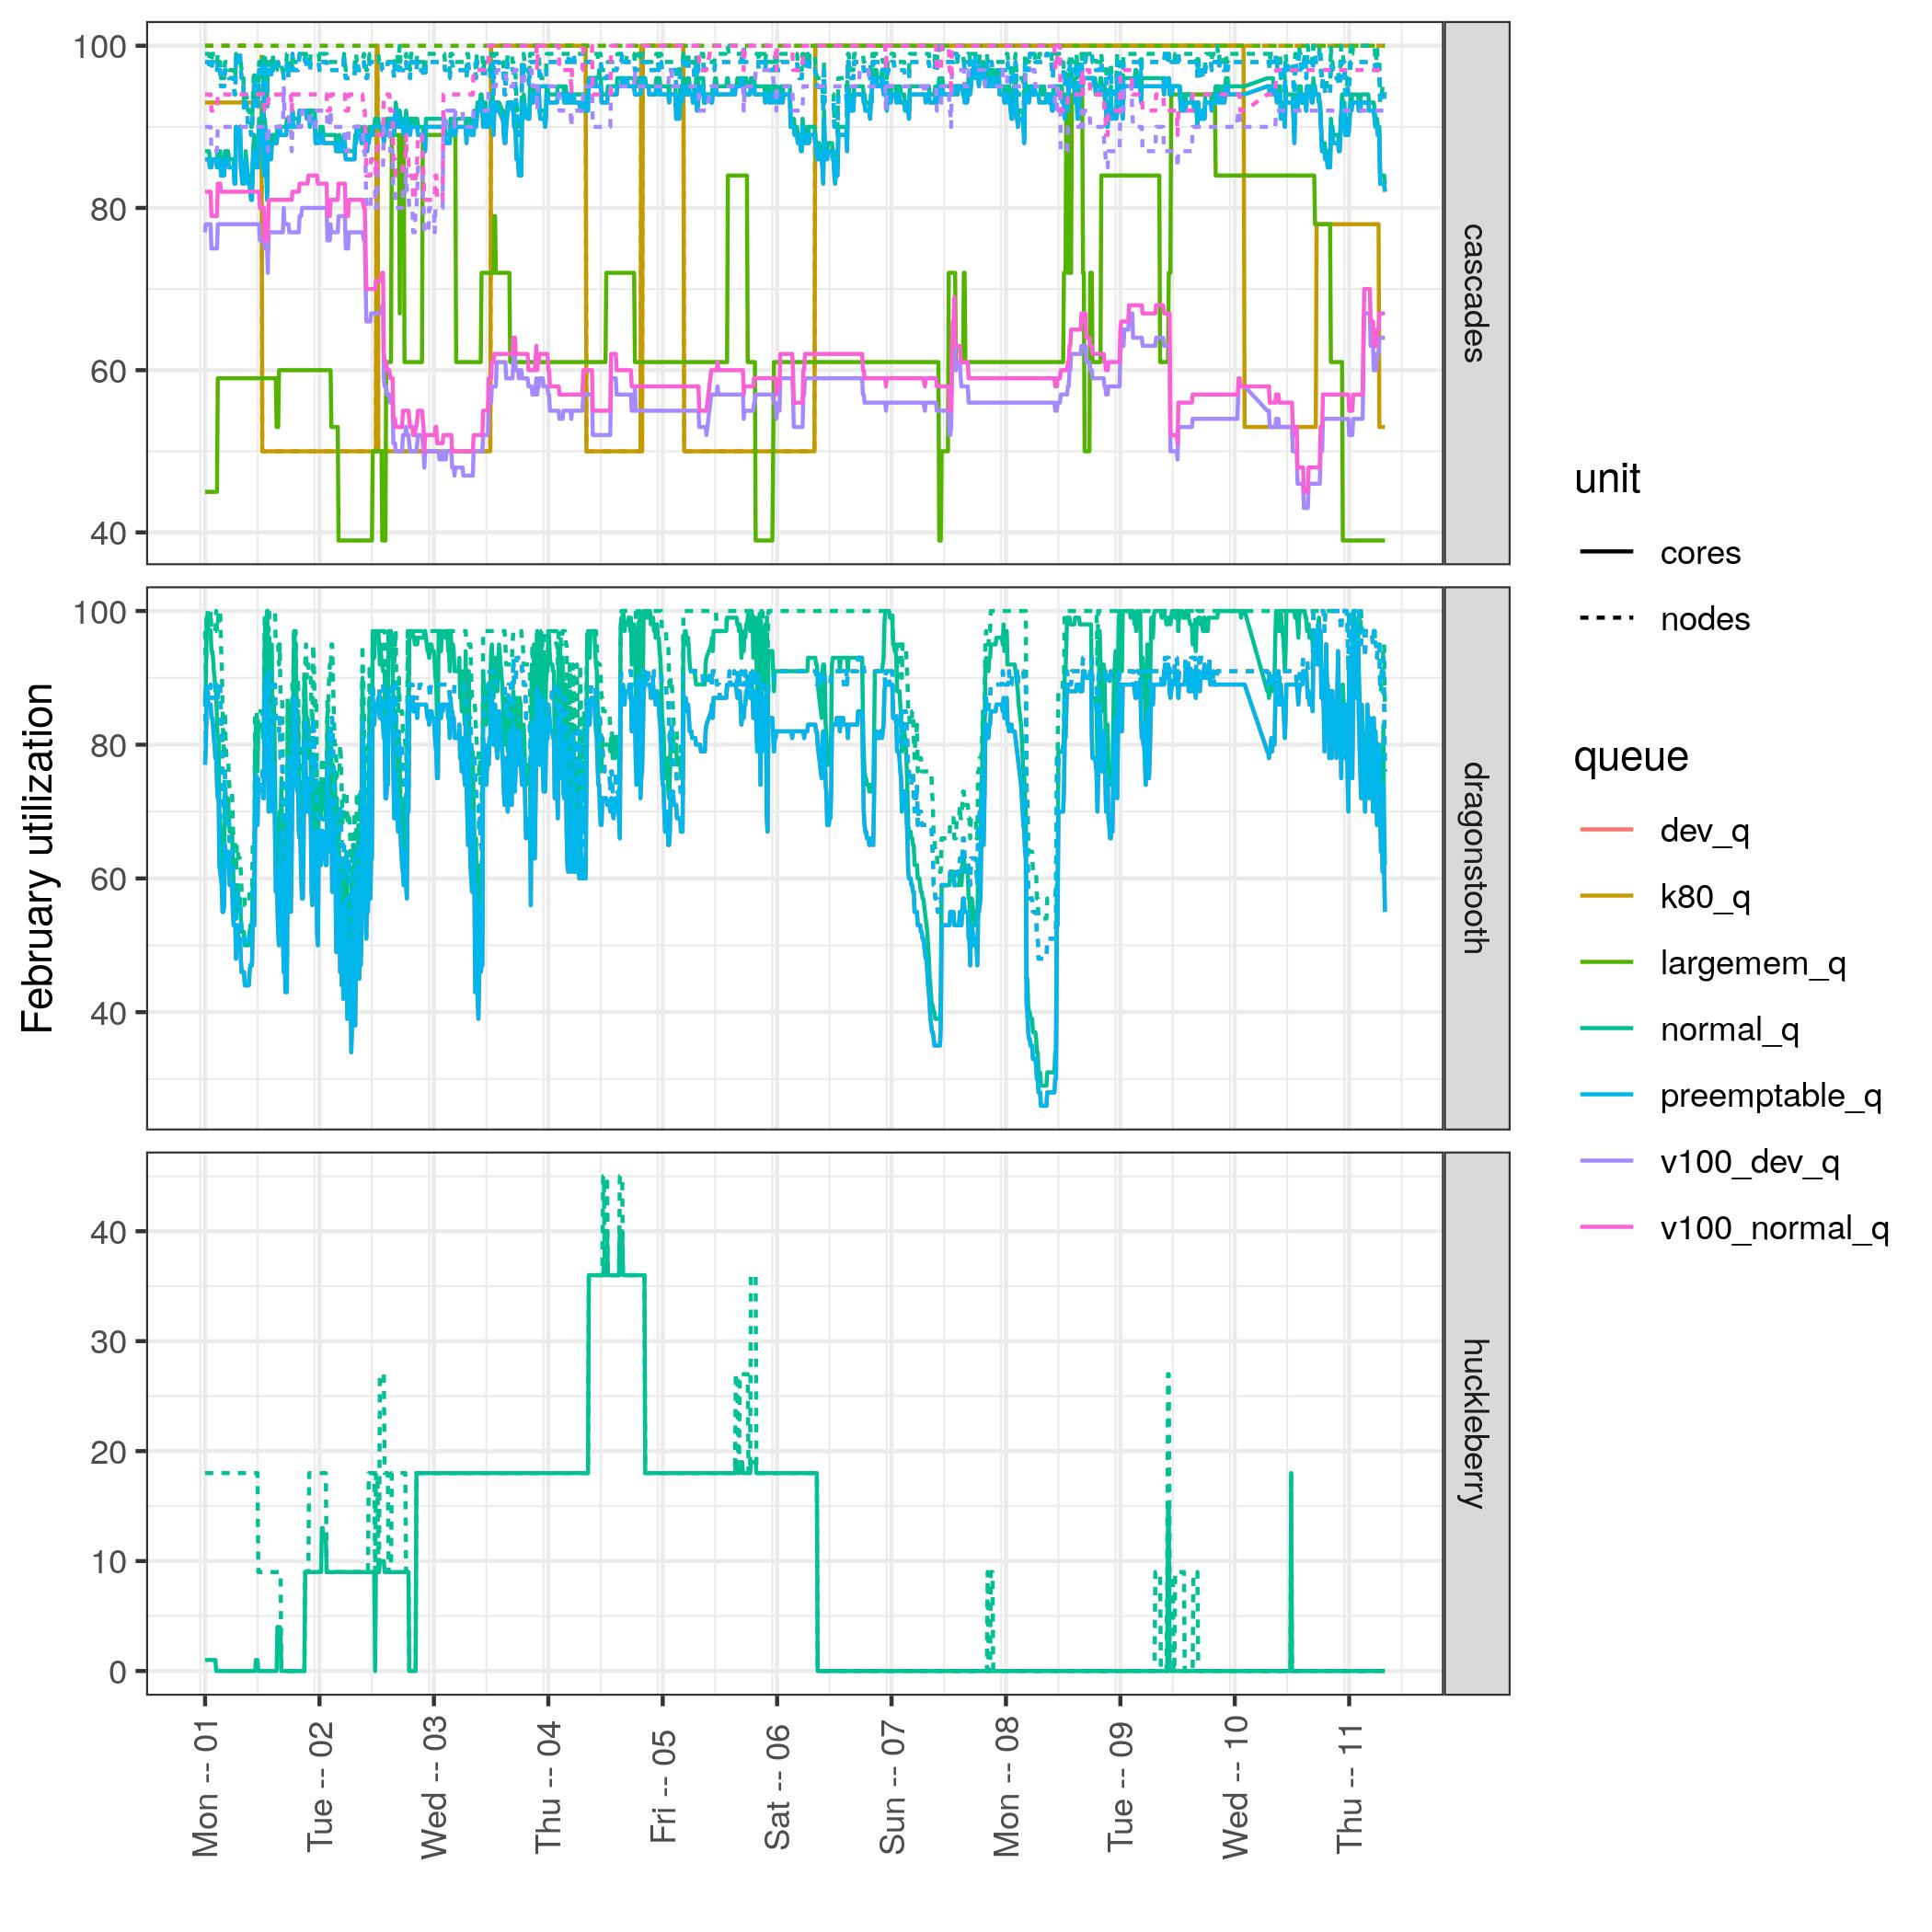 February utilization
100
80
60
40
cascades
100
80
60
40
dragonstooth
40
30
20
10
0
huckleberry
Mon -- 01
Tue -- 02
Wed -- 03
Thu -- 04
Fri -- 05
Sat -- 06
Sun -- 07
Mon -- 08
Tue -- 09
Wed -- 10
Thu -- 11
unit
cores
nodes
queue
dev_q
k80_q
largemem_q
normal_q
preemptable_q
v100_dev_q
v100_normal_q